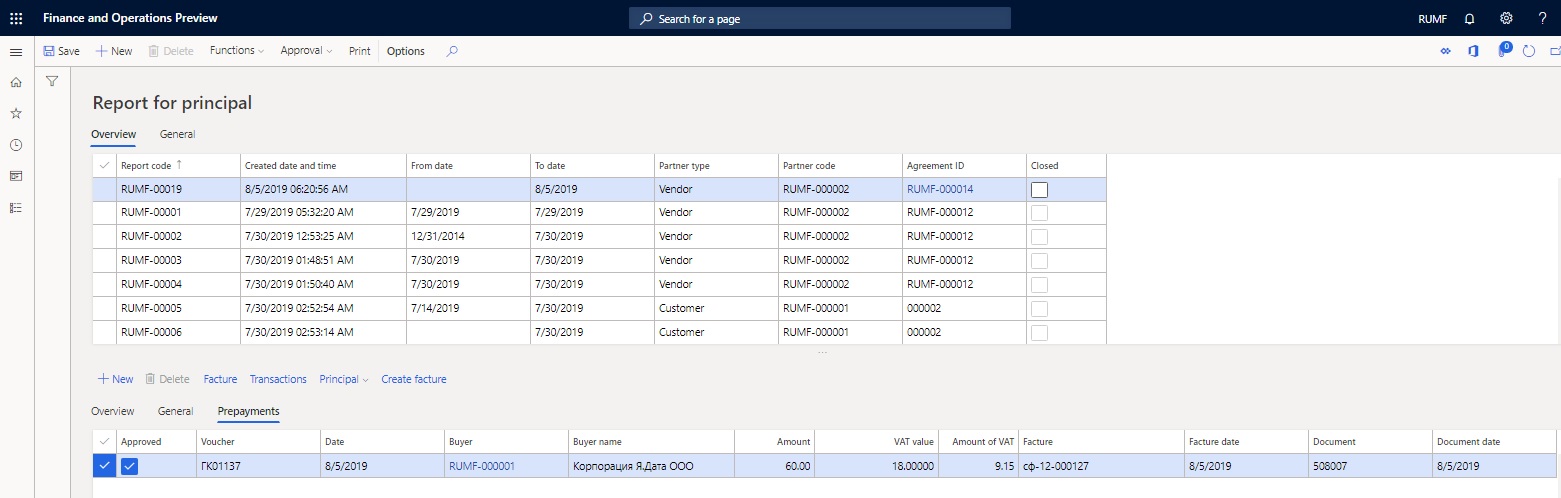 Finance and Operations Preview Search for a page RUMF ?
Save New Delete Functions Approval Print Options 0
Report for principal
Overview General
Report code ↑ Created date and time From date To date Partner type Partner code Agreement ID Closed
RUMF-00019 8/5/2019 06:20:56 AM 8/5/2019 Vendor RUMF-000002 RUMF-000014
RUMF-00001 7/29/2019 05:32:20 AM 7/29/2019 7/29/2019 Vendor RUMF-000002 RUMF-000012
RUMF-00002 7/30/2019 12:53:25 AM 12/31/2014 7/30/2019 Vendor RUMF-000002 RUMF-000012
RUMF-00003 7/30/2019 01:48:51 AM 7/30/2019 7/30/2019 Vendor RUMF-000002 RUMF-000012
RUMF-00004 7/30/2019 01:50:40 AM 7/30/2019 7/30/2019 Vendor RUMF-000002 RUMF-000012
RUMF-00005 7/30/2019 02:52:54 AM 7/14/2019 7/30/2019 Customer RUMF-000001 000002
RUMF-00006 7/30/2019 02:53:14 AM 7/30/2019 Customer RUMF-000001 000002
New Delete Facture Transactions Principal Create facture
Overview General Prepayments
Approved Voucher Date Buyer Buyer name Amount VAT value Amount of VAT Facture Facture date Document Document date
ГК01137 8/5/2019 RUMF-000001 Корпорация Я.Дата ООО 60.00 18.00000 9.15 сф-12-000127 8/5/2019 508007 8/5/2019